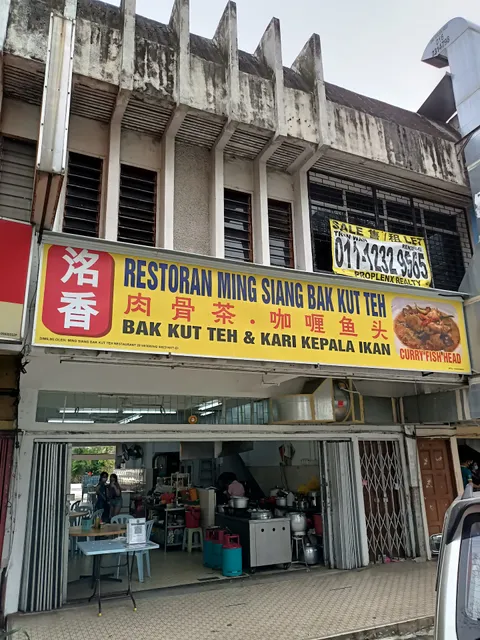 SALE 售/租 LET
011-1232 9565
PROPLENX REALTY
洺香
RESTORAN MING SIANG BAK KUT TEH
肉骨茶·咖喱鱼头
BAK KUT TEH & KARI KEPALA IKAN
CURRY FISH HEAD